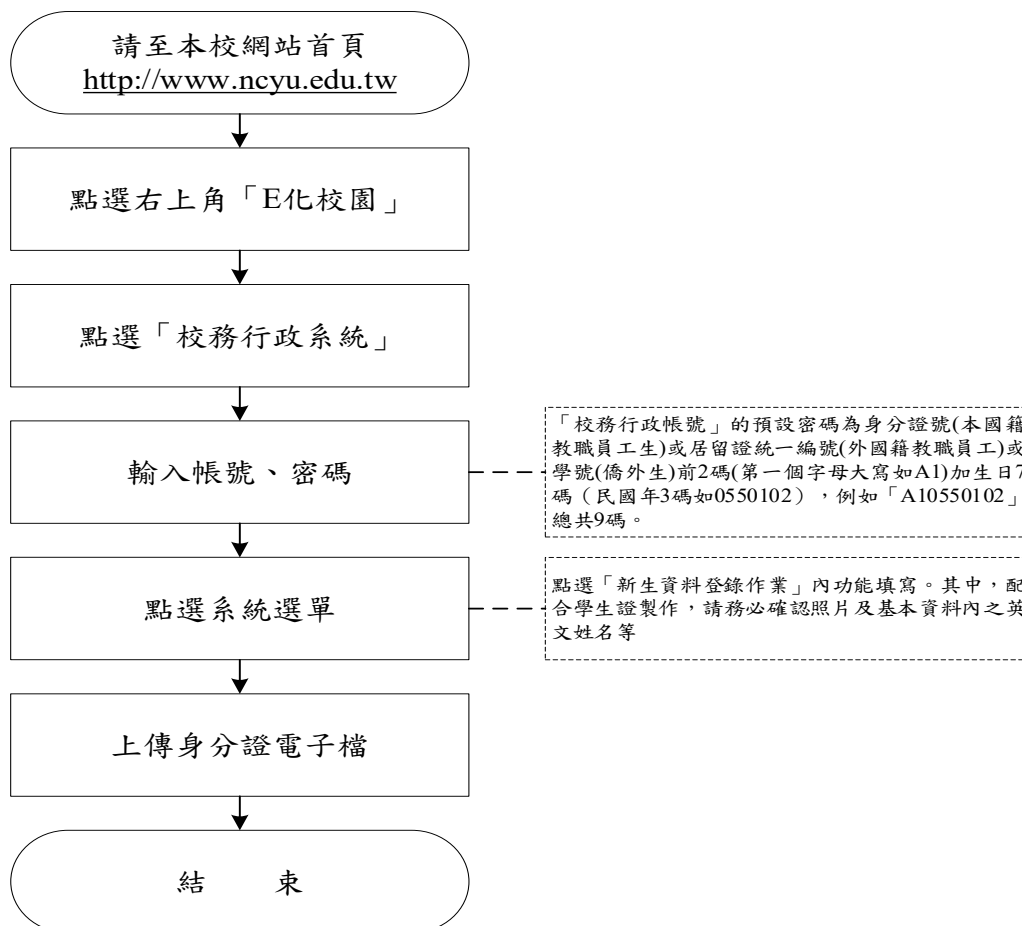 請至本校網站首頁
http://www.ncyu.edu.tw
點選右上角「E化校園」
點選「校務行政系統」
輸入帳號、密碼
「校務行政帳號」的預設密碼為身分證號(本國籍
教職員工生)或居留證統一編號(外國籍教職員工)或
學號(僑外生)前2碼(第一個字母大寫如A1)加生日7
碼（民國年3碼如0550102），例如「A10550102」
總共9碼。
點選系統選單
點選「新生資料登錄作業」內功能填寫。其中，配
合學生證製作，請務必確認照片及基本資料內之英
文姓名等
上傳身分證電子檔
結 束